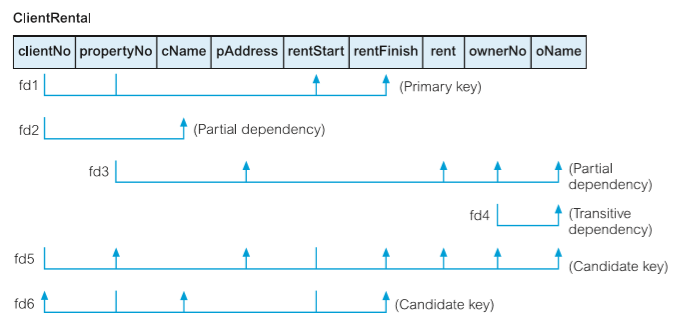 ClientRental
clientNo propertyNo cName pAddress rentStart rentFinish rent ownerNo oName
fd1 (Primary key)
fd2 (Partial dependency)
fd3 (Partial
dependency)
fd4 (Transitive
dependency)
fd5 (Candidate key)
fd6 (Candidate key)